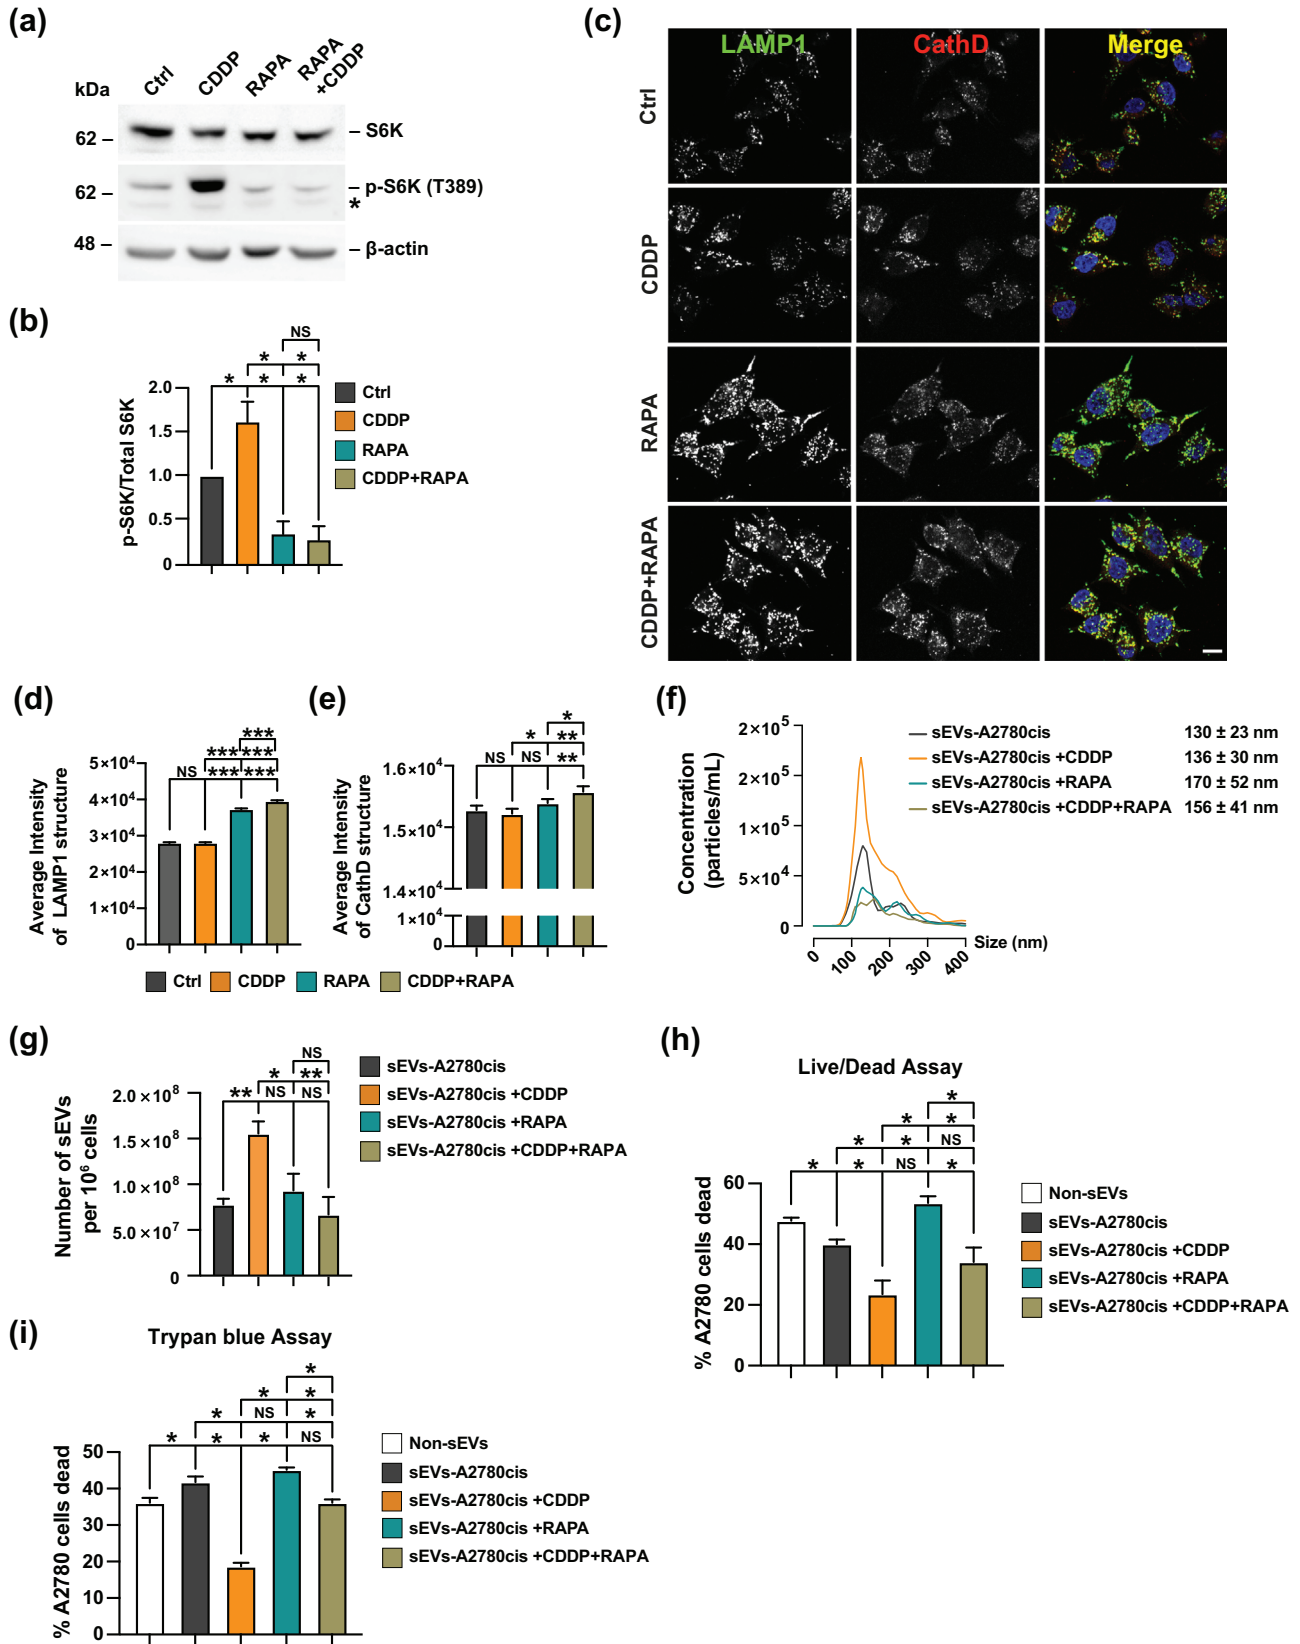 (a)
Ctrl CDDP RAPA RAPA +CDDP
kDa
62 – – S6K
62 – – p-S6K (T389)
*
48 – – β-actin
(b)
NS
* *
* * *
p-S6K/Total S6K
2.0
1.5
1.0
0.5
0
Ctrl
CDDP
RAPA
CDDP+RAPA
(c)
LAMP1 CathD Merge
Ctrl
CDDP
RAPA
CDDP+RAPA
(d)
***
*** ***
NS *** ***
Average Intensity
of LAMP1 structure
5×10⁴
4×10⁴
3×10⁴
2×10⁴
1×10⁴
0
(e)
*
* **
NS NS **
Average Intensity
of CathD structure
1.6×10⁴
1.5×10⁴
1.4×10⁴
1×10⁴
0
Ctrl CDDP RAPA CDDP+RAPA
(f)
Concentration
(particles/mL)
2×10⁵
2×10⁵
1×10⁵
5×10⁴
0
0 100 200 300 400
Size (nm)
sEVs-A2780cis 130 ± 23 nm
sEVs-A2780cis +CDDP 136 ± 30 nm
sEVs-A2780cis +RAPA 170 ± 52 nm
sEVs-A2780cis +CDDP+RAPA 156 ± 41 nm
(g)
NS
* **
** NS NS
Number of sEVs
per 10⁶ cells
2.0×10⁸
1.5×10⁸
1.0×10⁸
5.0×10⁷
0
sEVs-A2780cis
sEVs-A2780cis +CDDP
sEVs-A2780cis +RAPA
sEVs-A2780cis +CDDP+RAPA
(h)
Live/Dead Assay
*
* *
* * NS
* * NS *
% A2780 cells dead
60
40
20
0
Non-sEVs
sEVs-A2780cis
sEVs-A2780cis +CDDP
sEVs-A2780cis +RAPA
sEVs-A2780cis +CDDP+RAPA
(i)
Trypan blue Assay
*
* *
* NS *
* * * NS
% A2780 cells dead
50
40
30
20
10
0
Non-sEVs
sEVs-A2780cis
sEVs-A2780cis +CDDP
sEVs-A2780cis +RAPA
sEVs-A2780cis +CDDP+RAPA